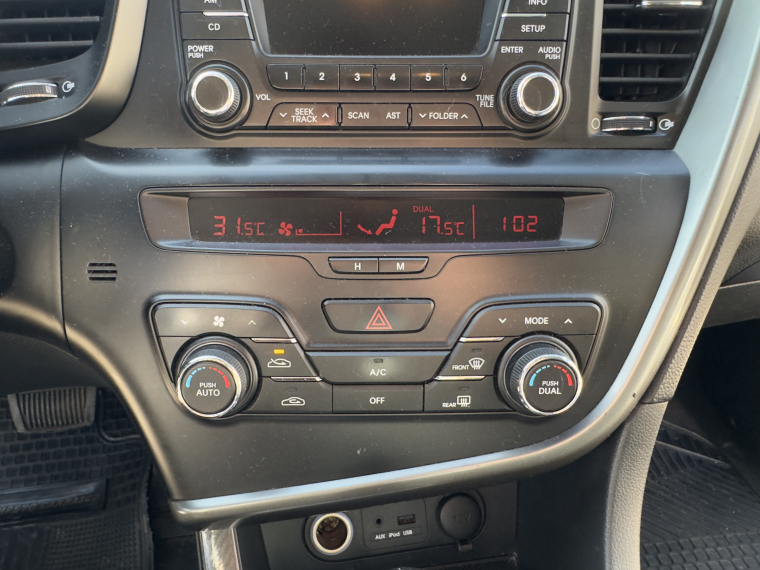 AM
INFO
CD
SETUP
POWER
PUSH
ENTER
AUDIO
PUSH
1 2 3 4 5 6
VOL
TUNE
FILE
SEEK
TRACK
SCAN
AST
FOLDER
DUAL
31.5C
17.5C
102
H
M
MODE
A/C
FRONT
PUSH
AUTO
PUSH
DUAL
OFF
REAR
AUX iPod USB